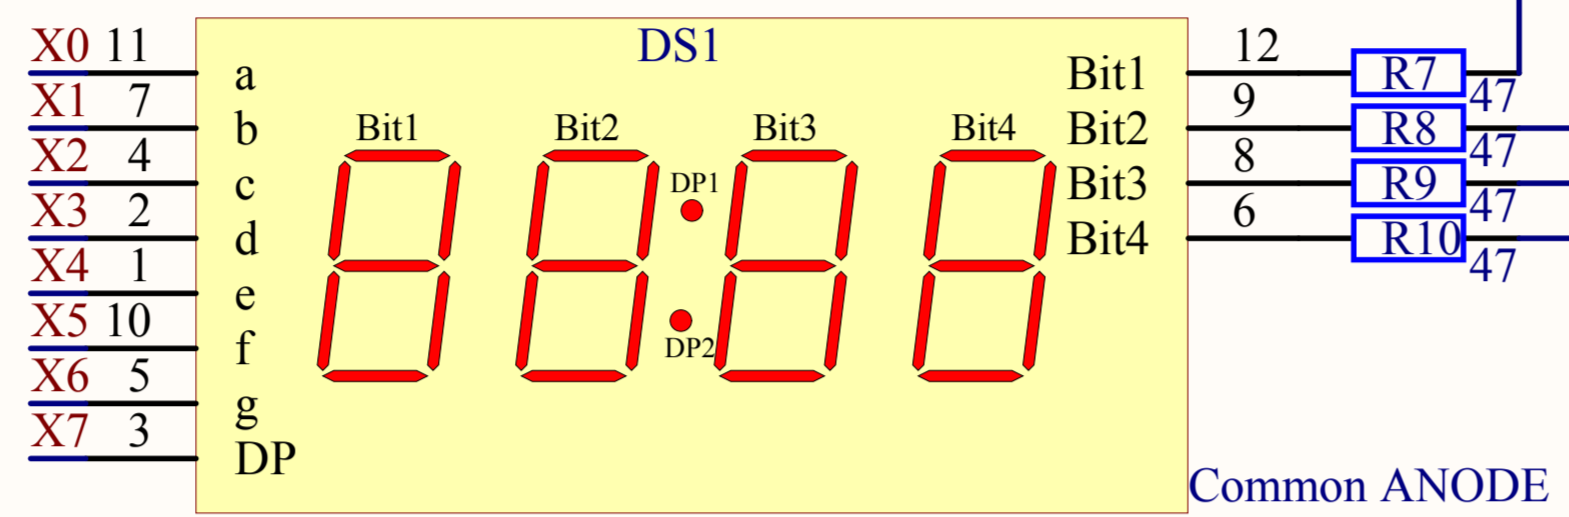 DS1
X0 11 a
X1 7 b
X2 4 c
X3 2 d
X4 1 e
X5 10 f
X6 5 g
X7 3 DP
Bit1 Bit2 Bit3 Bit4
DP1
DP2
Bit1 12 R7 47
Bit2 9 R8 47
Bit3 8 R9 47
Bit4 6 R10 47
Common ANODE